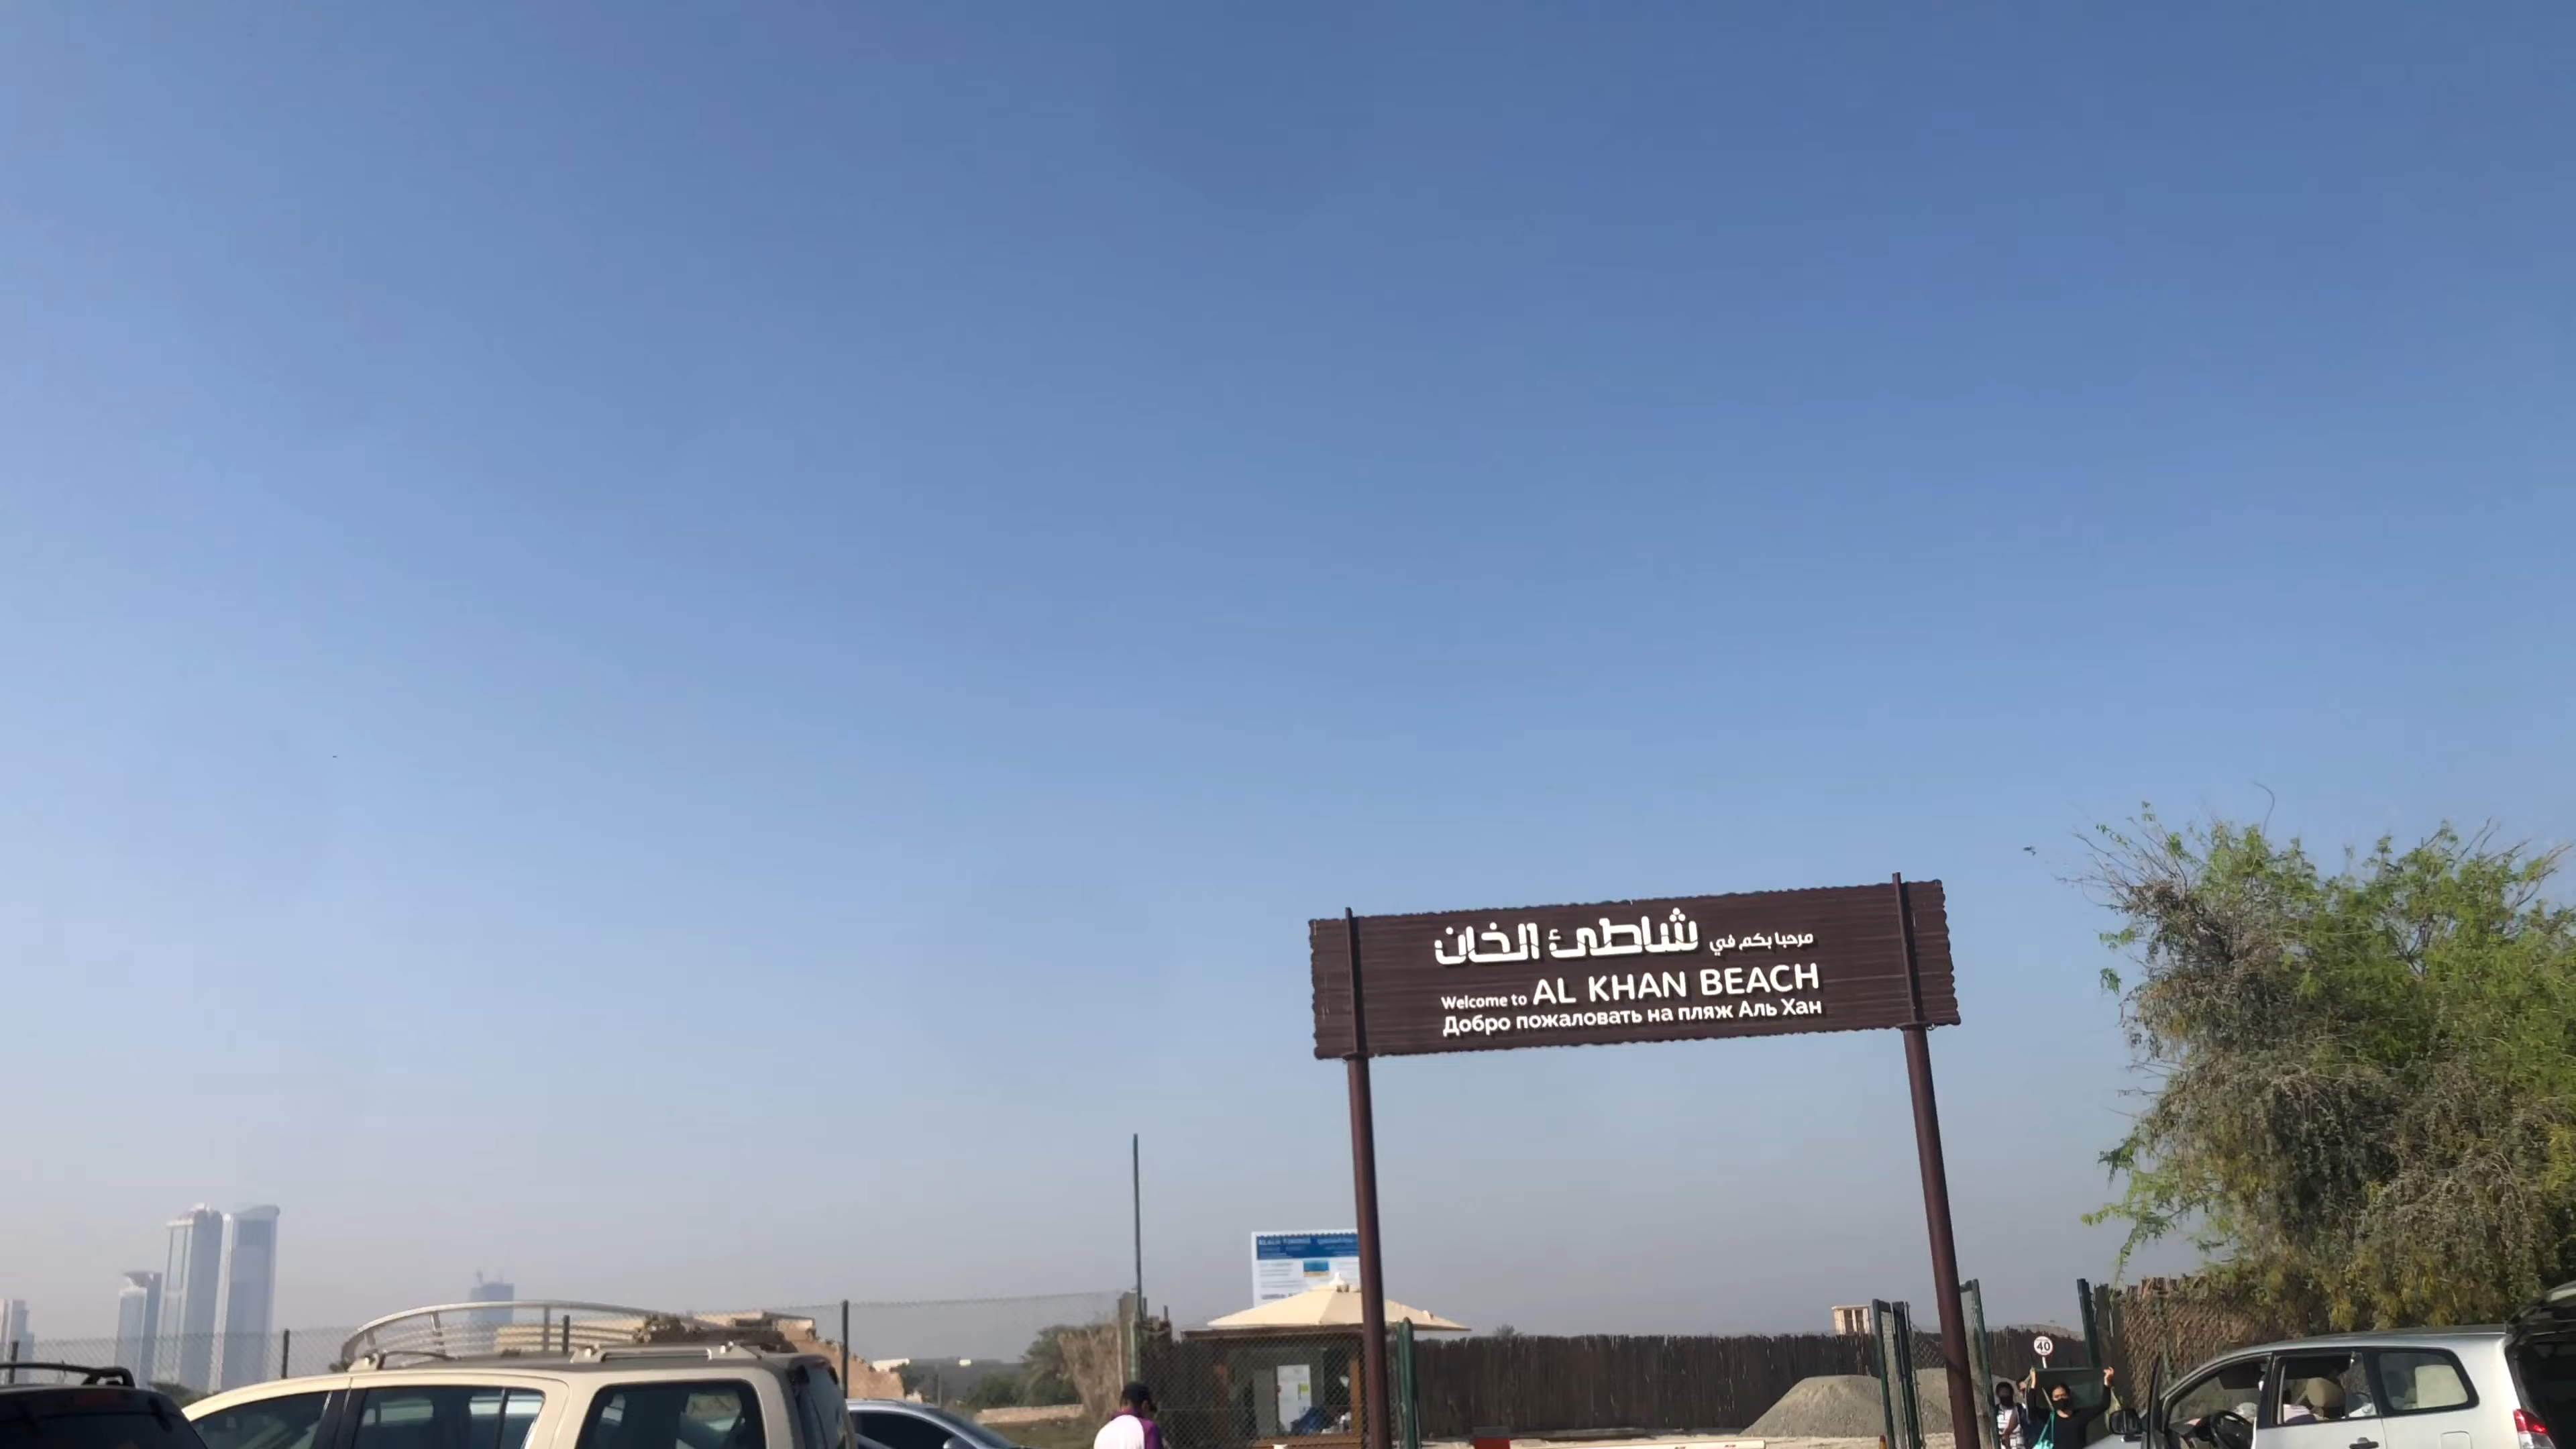 مرحبا بكم في شاطئ الخان
Welcome to AL KHAN BEACH
Добро пожаловать на пляж Аль Хан
40